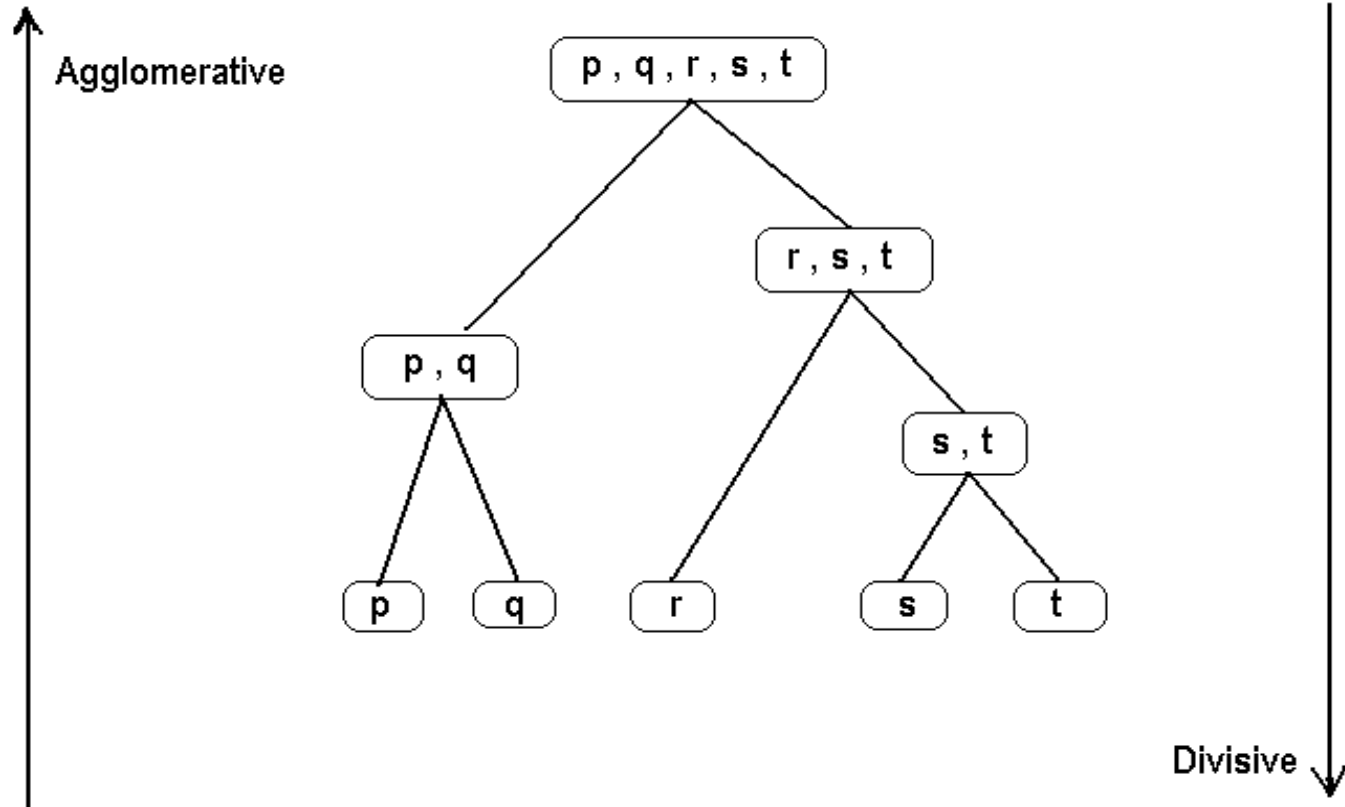 Agglomerative
p , q , r , s , t
r , s , t
p , q
s , t
p
q
r
s
t
Divisive